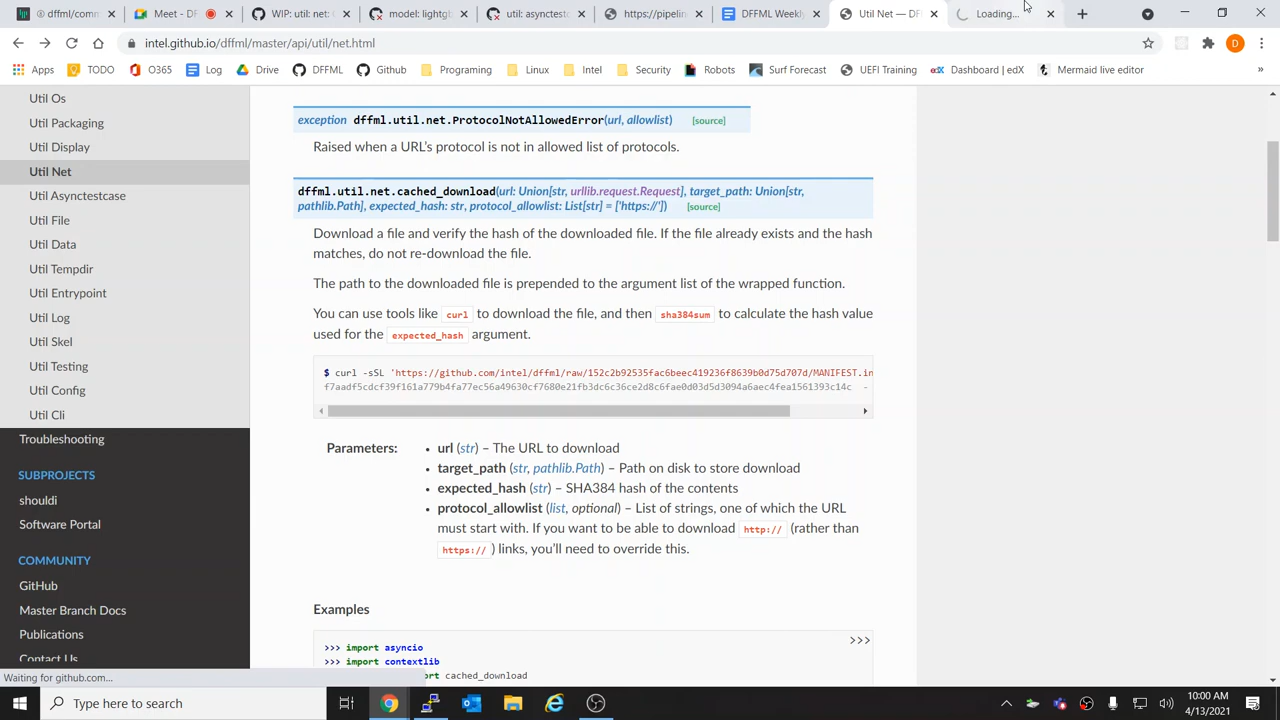 dffml/comm
Meet - D
WIP: util: net: C
model: lightgl
util: asynctestc
https://pipelin
DFFML Weekly
Util Net — DF
Loading...
intel.github.io/dffml/master/api/util/net.html
D
Apps
TODO
O365
Log
Drive
DFFML
Github
Programing
Linux
Intel
Security
Robots
Surf Forecast
UEFI Training
edX
Dashboard | edX
Mermaid live editor
»
Util Os
Util Packaging
Util Display
Util Net
Util Asynctestcase
Util File
Util Data
Util Tempdir
Util Entrypoint
Util Log
Util Skel
Util Testing
Util Config
Util Cli
Troubleshooting
SUBPROJECTS
shouldi
Software Portal
COMMUNITY
GitHub
Master Branch Docs
Publications
Contact Us
exception dffml.util.net.ProtocolNotAllowedError(url, allowlist) [source]
Raised when a URL's protocol is not in allowed list of protocols.
dffml.util.net.cached_download(url: Union[str, urllib.request.Request], target_path: Union[str,
pathlib.Path], expected_hash: str, protocol_allowlist: List[str] = ['https://']) [source]
Download a file and verify the hash of the downloaded file. If the file already exists and the hash
matches, do not re-download the file.
The path to the downloaded file is prepended to the argument list of the wrapped function.
You can use tools like curl to download the file, and then sha384sum to calculate the hash value
used for the expected_hash argument.
$ curl -sSL 'https://github.com/intel/dffml/raw/152c2b92535fac6beec419236f8639b0d75d707d/MANIFEST.in
f7aadf5cdcf39f161a779b4fa77ec56a49630cf7680e21fb3dc6c36ce2d8c6fae0d03d5d3094a6aec4fea1561393c14c -
Parameters:
• url (str) – The URL to download
• target_path (str, pathlib.Path) – Path on disk to store download
• expected_hash (str) – SHA384 hash of the contents
• protocol_allowlist (list, optional) – List of strings, one of which the URL
must start with. If you want to be able to download http:// (rather than
https:// ) links, you'll need to override this.
Examples
>>>
>>> import asyncio
>>> import contextlib
ort cached_download
Waiting for github.com...
Type here to search
10:00 AM
4/13/2021